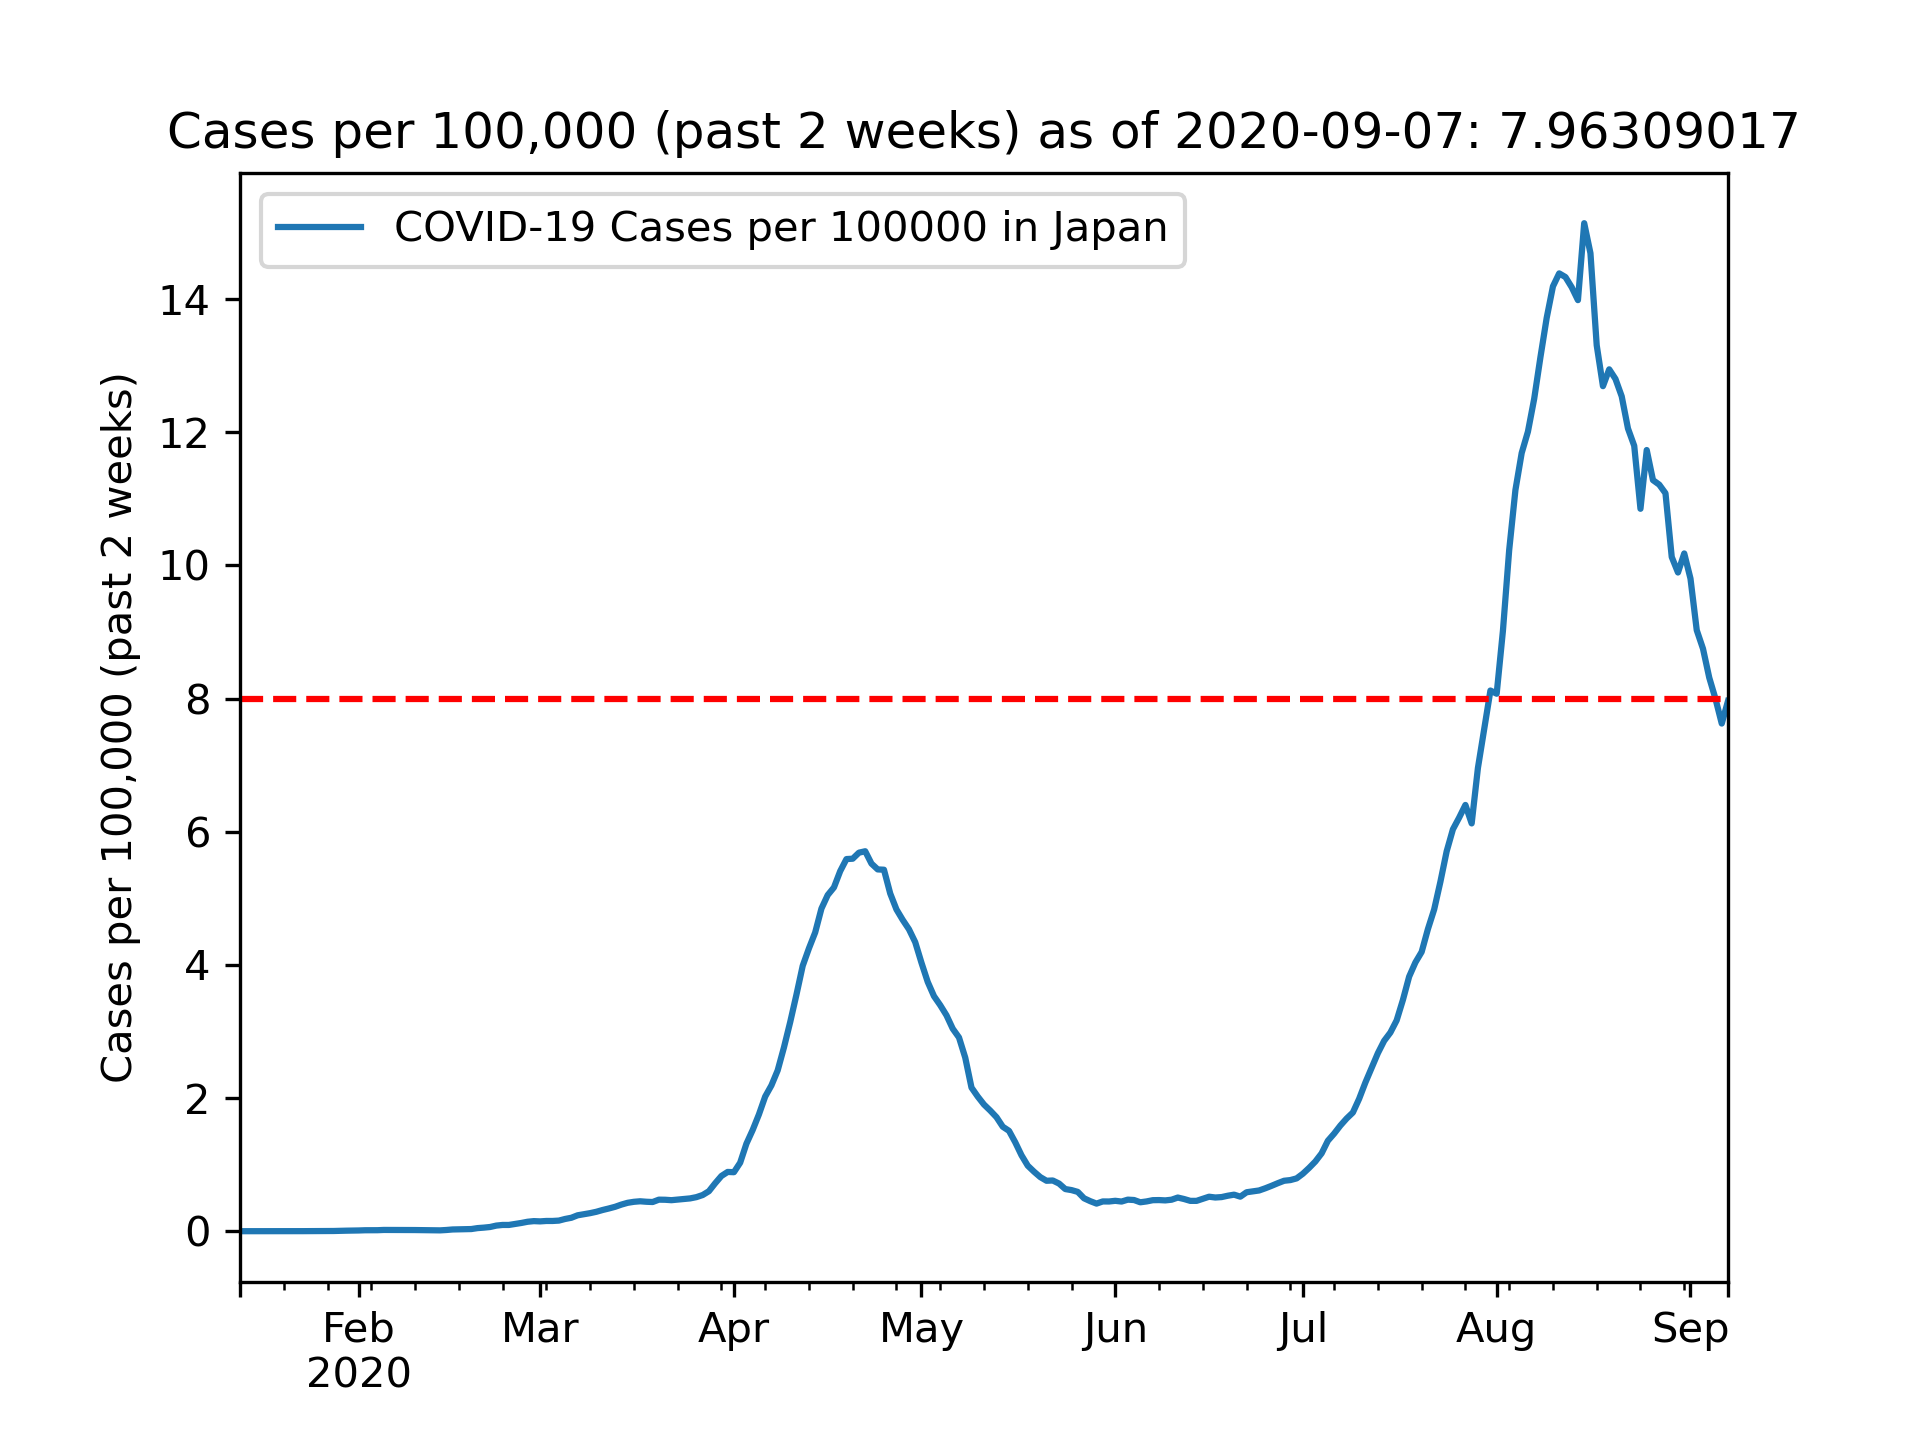 Cases per 100,000 (past 2 weeks) as of 2020-09-07: 7.96309017
COVID-19 Cases per 100000 in Japan
Cases per 100,000 (past 2 weeks)
14
12
10
8
6
4
2
0
Feb Mar Apr May Jun Jul Aug Sep
2020